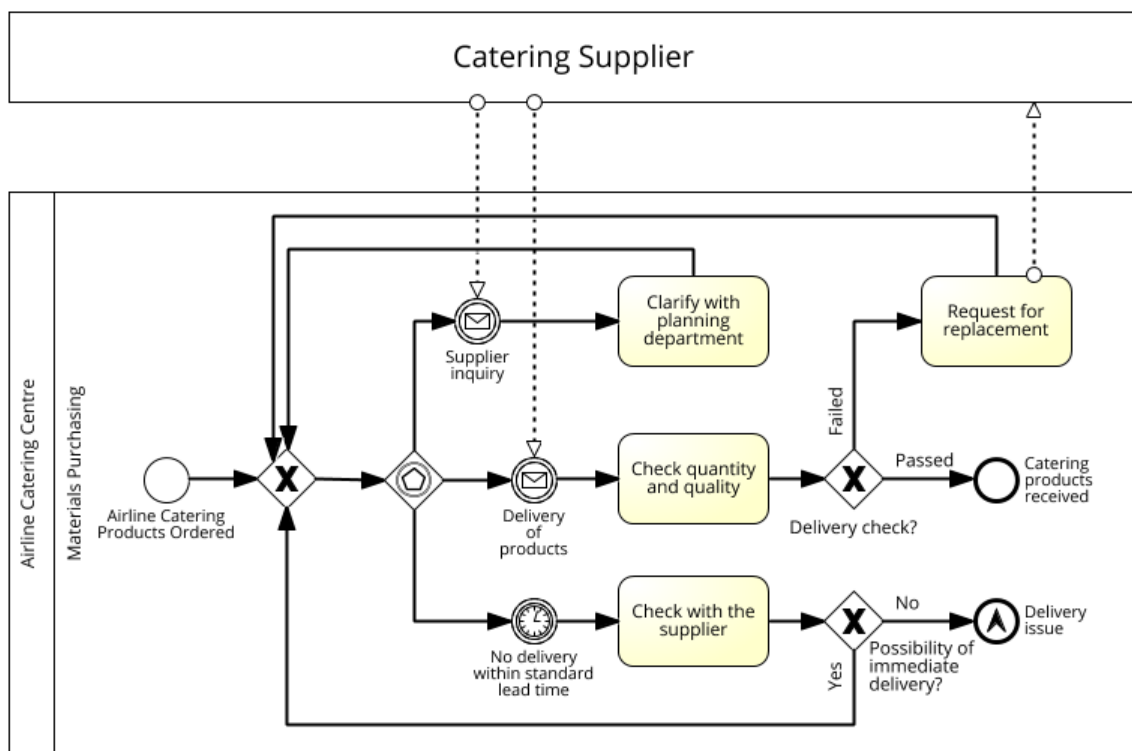 Catering Supplier
Airline Catering Centre
Materials Purchasing
Airline Catering
Products Ordered
Supplier
inquiry
Clarify with
planning
department
Request for
replacement
Failed
Delivery
of
products
Check quantity
and quality
Delivery check?
Passed
Catering
products
received
No delivery
within standard
lead time
Check with the
supplier
No
Delivery
issue
Possibility of
immediate
delivery?
Yes